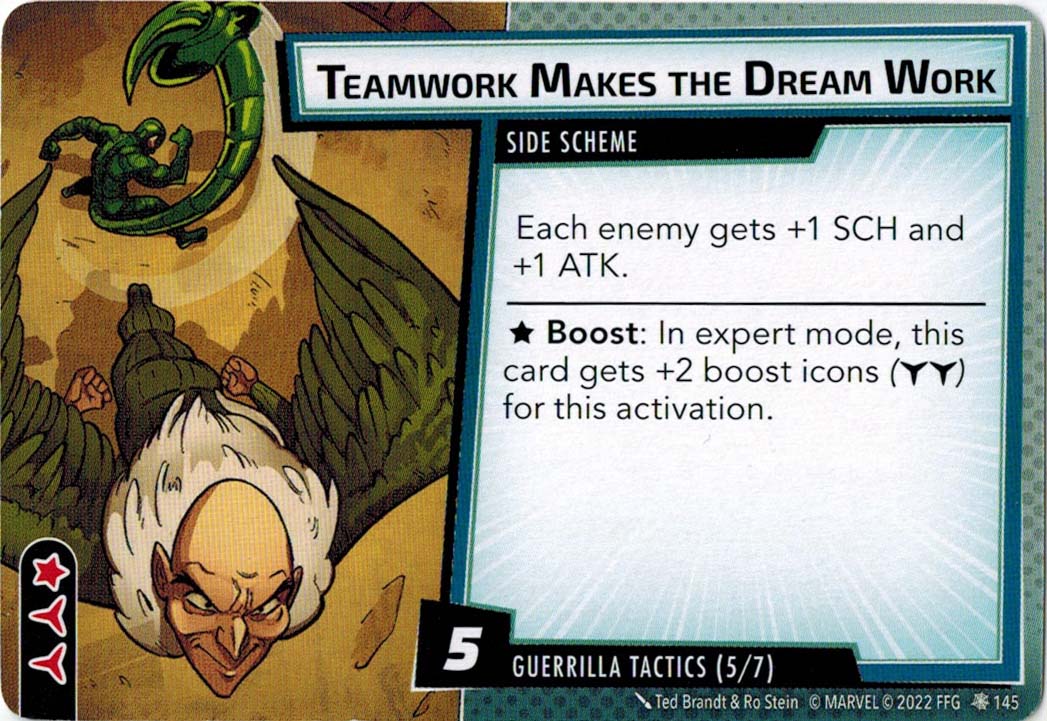 TEAMWORK MAKES THE DREAM WORK
SIDE SCHEME
Each enemy gets +1 SCH and
+1 ATK.
★ Boost: In expert mode, this
card gets +2 boost icons ()
for this activation.
5
GUERRILLA TACTICS (5/7)
Ted Brandt & Ro Stein © MARVEL © 2022 FFG 145